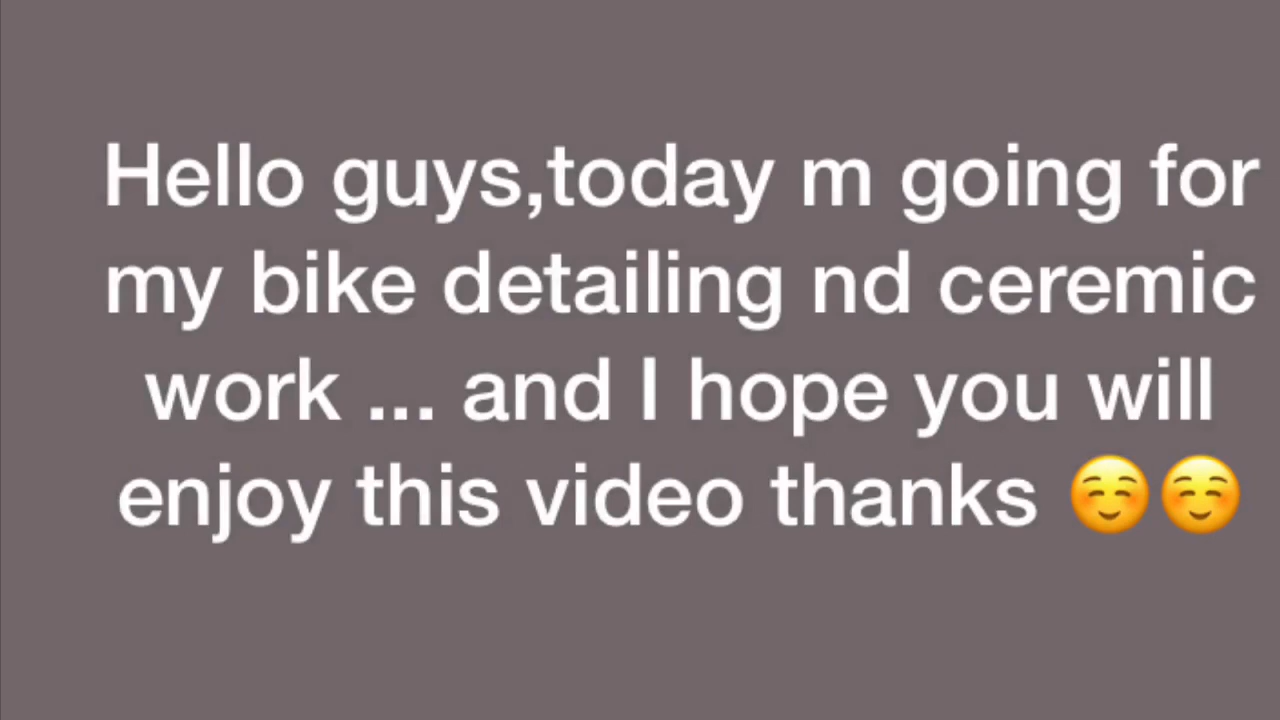 Hello guys,today m going for
my bike detailing nd ceremic
work ... and I hope you will
enjoy this video thanks ☺️☺️